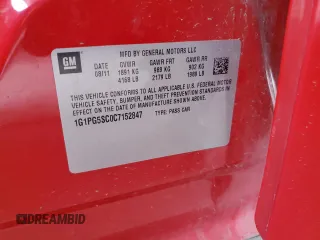 GM
MFD BY GENERAL MOTORS LLC
DATE GVWR GAWR FRT GAWR RR
08/11 1891 KG 989 KG 902 KG
4169 LB 2179 LB 1989 LB
THIS VEHICLE CONFORMS TO ALL APPLICABLE U.S. FEDERAL MOTOR
VEHICLE SAFETY, BUMPER, AND THEFT PREVENTION STANDARDS IN
EFFECT ON THE DATE OF MANUFACTURE SHOWN ABOVE.
1G1PG5SC0C7152847 TYPE: PASS CAR
DREAMBID